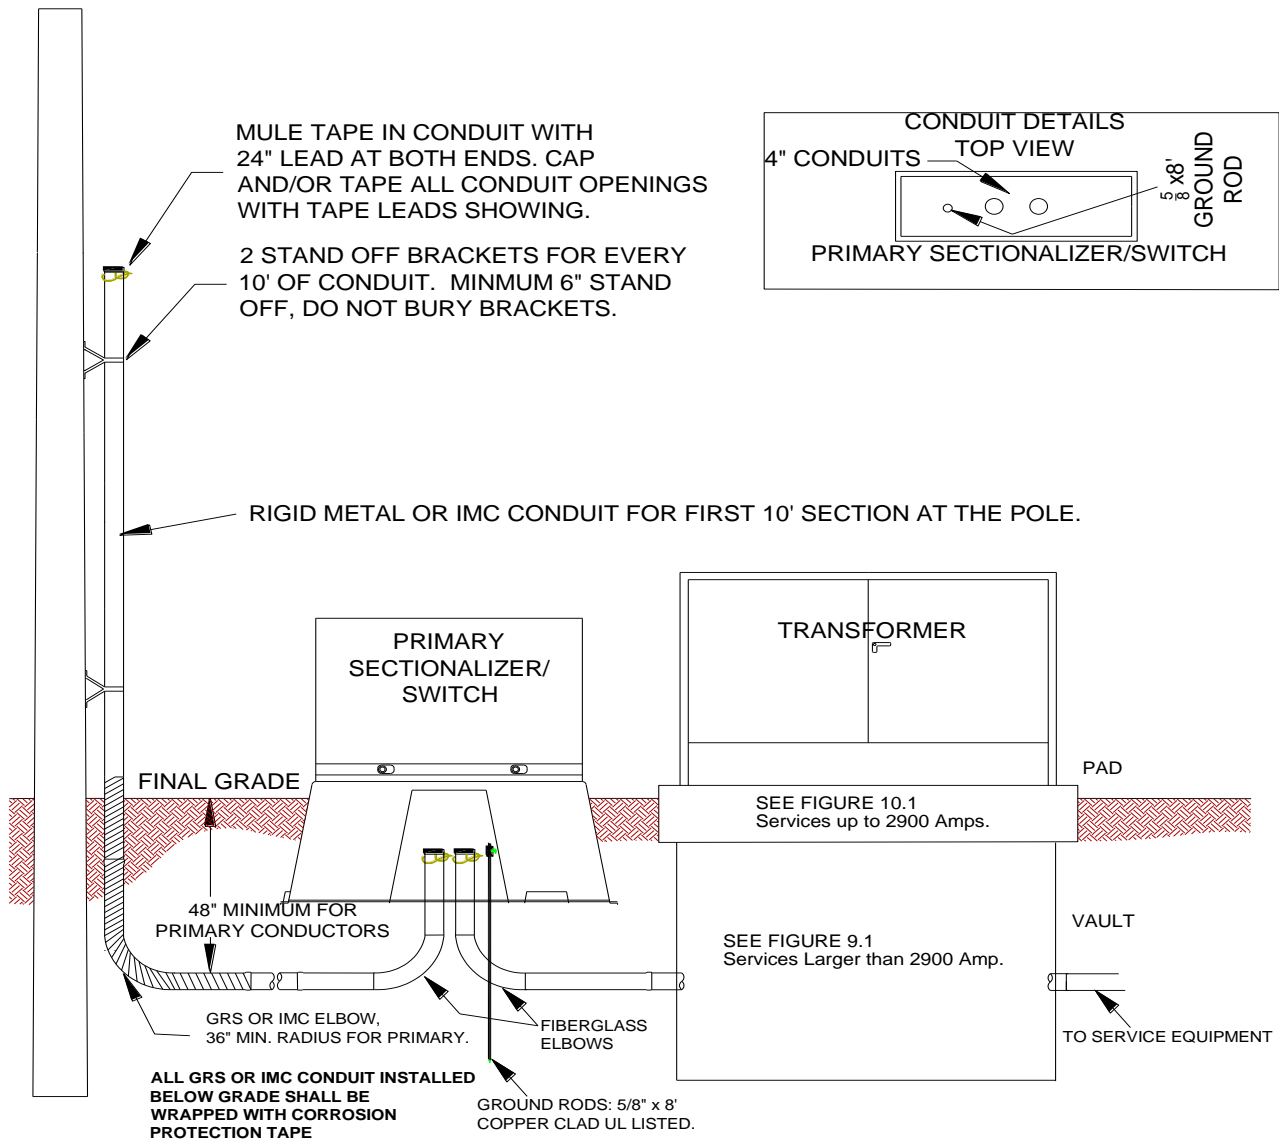 MULE TAPE IN CONDUIT WITH
24" LEAD AT BOTH ENDS. CAP
AND/OR TAPE ALL CONDUIT OPENINGS
WITH TAPE LEADS SHOWING.
2 STAND OFF BRACKETS FOR EVERY
10' OF CONDUIT. MINMUM 6" STAND
OFF, DO NOT BURY BRACKETS.
CONDUIT DETAILS
TOP VIEW
4" CONDUITS
5/8 x8'
GROUND
ROD
PRIMARY SECTIONALIZER/SWITCH
RIGID METAL OR IMC CONDUIT FOR FIRST 10' SECTION AT THE POLE.
PRIMARY
SECTIONALIZER/
SWITCH
TRANSFORMER
FINAL GRADE
PAD
SEE FIGURE 10.1
Services up to 2900 Amps.
48" MINIMUM FOR
PRIMARY CONDUCTORS
VAULT
SEE FIGURE 9.1
Services Larger than 2900 Amp.
GRS OR IMC ELBOW,
36" MIN. RADIUS FOR PRIMARY.
FIBERGLASS
ELBOWS
TO SERVICE EQUIPMENT
ALL GRS OR IMC CONDUIT INSTALLED
BELOW GRADE SHALL BE
WRAPPED WITH CORROSION
PROTECTION TAPE
GROUND RODS: 5/8" x 8'
COPPER CLAD UL LISTED.